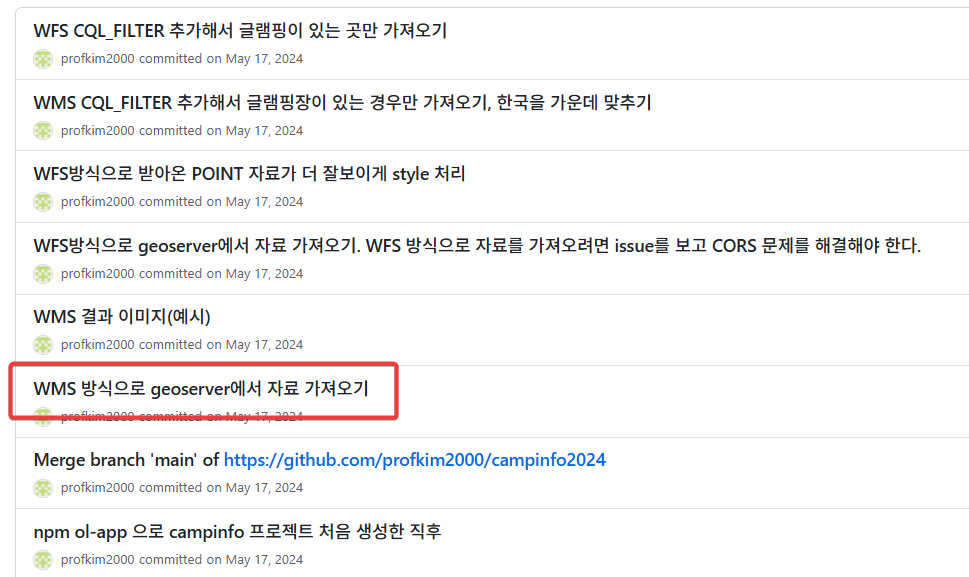 WFS CQL_FILTER 추가해서 글램핑이 있는 곳만 가져오기
profkim2000 committed on May 17, 2024
WMS CQL_FILTER 추가해서 글램핑장이 있는 경우만 가져오기, 한국을 가운데 맞추기
profkim2000 committed on May 17, 2024
WFS방식으로 받아온 POINT 자료가 더 잘보이게 style 처리
profkim2000 committed on May 17, 2024
WFS방식으로 geoserver에서 자료 가져오기. WFS 방식으로 자료를 가져오려면 issue를 보고 CORS 문제를 해결해야 한다.
profkim2000 committed on May 17, 2024
WMS 결과 이미지(예시)
profkim2000 committed on May 17, 2024
WMS 방식으로 geoserver에서 자료 가져오기
profkim2000 committed on May 17, 2024
Merge branch 'main' of https://github.com/profkim2000/campinfo2024
profkim2000 committed on May 17, 2024
npm ol-app 으로 campinfo 프로젝트 처음 생성한 직후
profkim2000 committed on May 17, 2024